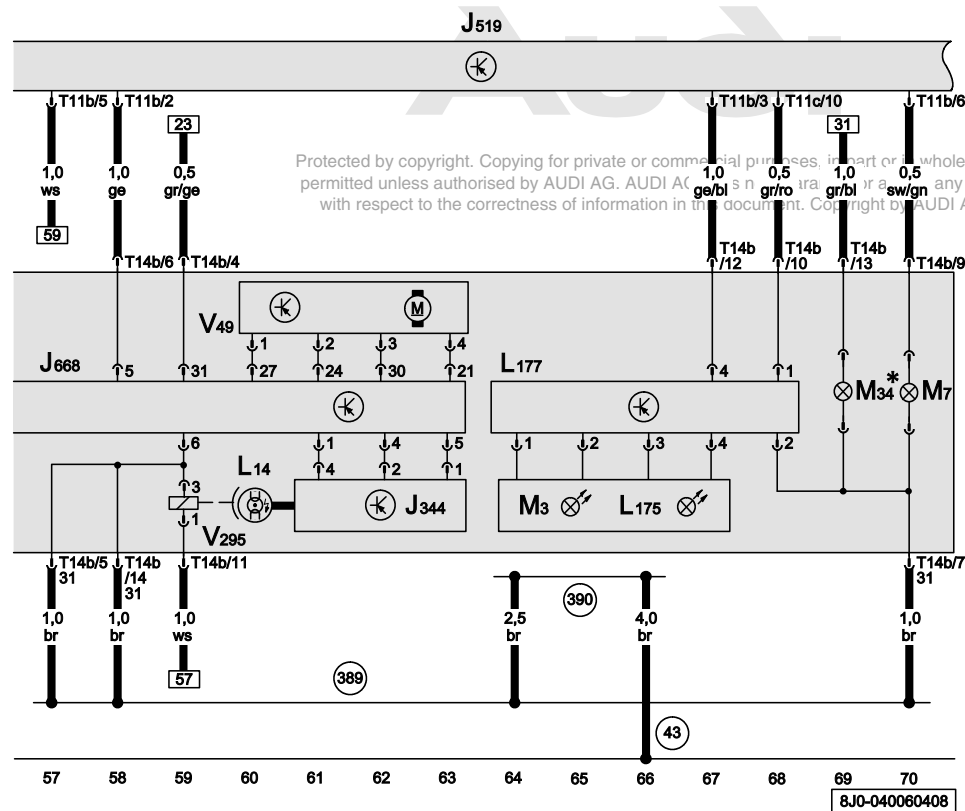 Audi
J519
T11b/5 T11b/2 T11b/3 T11c/10 T11b/6
23 31
Protected by copyright. Copying for private or commercial purposes, in part or in whole
permitted unless authorised by AUDI AG. AUDI AG
with respect to the correctness of information in this document. Copyright by AUDI A
1,0 1,0 0,5 1,0 0,5 1,0 0,5
ws ge gr/ge ge/bl gr/ro gr/bl sw/gn
59
T14b/6 T14b/4 T14b/12 T14b/10 T14b/13 T14b/9
M
V49
1 2 3 4
J668 L177
5 31 27 24 30 21 4 1
M34* M7
6 1 4 5 1 2 3 4 2
L14
3 4 2 1
J344 M3 L175
1
V295
T14b/5 T14b T14b/11 T14b/7
31 /14 31
31
390
1,0 1,0 1,0 2,5 4,0 1,0
br br ws br br br
57 389
43
57 58 59 60 61 62 63 64 65 66 67 68 69 70
8J0-040060408